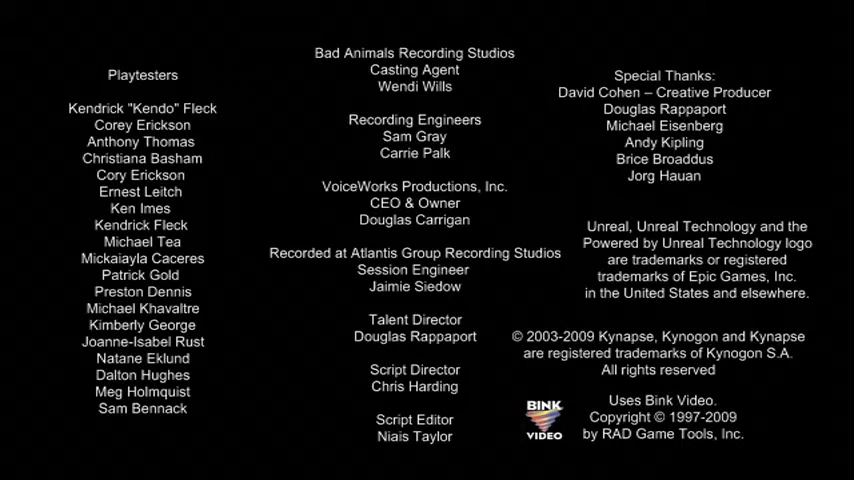 Playtesters
Kendrick "Kendo" Fleck
Corey Erickson
Anthony Thomas
Christiana Basham
Cory Erickson
Ernest Leitch
Ken Imes
Kendrick Fleck
Michael Tea
Mickaiayla Caceres
Patrick Gold
Preston Dennis
Michael Khavaltre
Kimberly George
Joanne-Isabel Rust
Natane Eklund
Dalton Hughes
Meg Holmquist
Sam Bennack
Bad Animals Recording Studios
Casting Agent
Wendi Wills
Recording Engineers
Sam Gray
Carrie Palk
VoiceWorks Productions, Inc.
CEO & Owner
Douglas Carrigan
Recorded at Atlantis Group Recording Studios
Session Engineer
Jaimie Siedow
Talent Director
Douglas Rappaport
Script Director
Chris Harding
Script Editor
Niais Taylor
Special Thanks:
David Cohen – Creative Producer
Douglas Rappaport
Michael Eisenberg
Andy Kipling
Brice Broaddus
Jorg Hauan
Unreal, Unreal Technology and the
Powered by Unreal Technology logo
are trademarks or registered
trademarks of Epic Games, Inc.
in the United States and elsewhere.
© 2003-2009 Kynapse, Kynogon and Kynapse
are registered trademarks of Kynogon S.A.
All rights reserved
BINK
VIDEO
Uses Bink Video.
Copyright © 1997-2009
by RAD Game Tools, Inc.